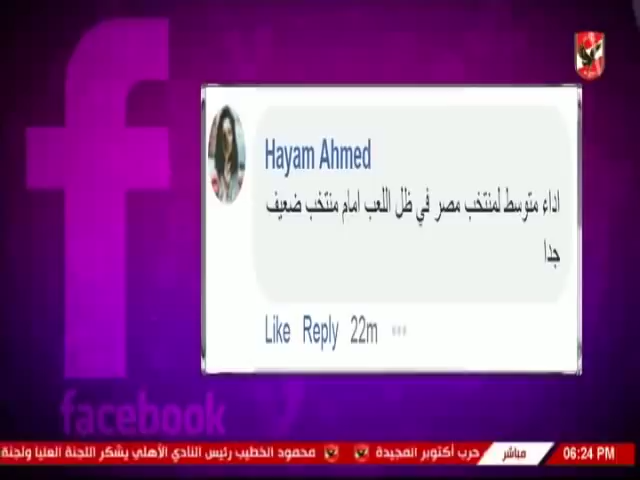 Hayam Ahmed
اداء متوسط لمنتخب مصر في ظل اللعب امام منتخب ضعيف
جدا
Like Reply 22m
facebook
حرب أكتوبر المجيدة محمود الخطيب رئيس النادي الأهلي يشكر اللجنة العليا ولجنة
مباشر
06:24 PM